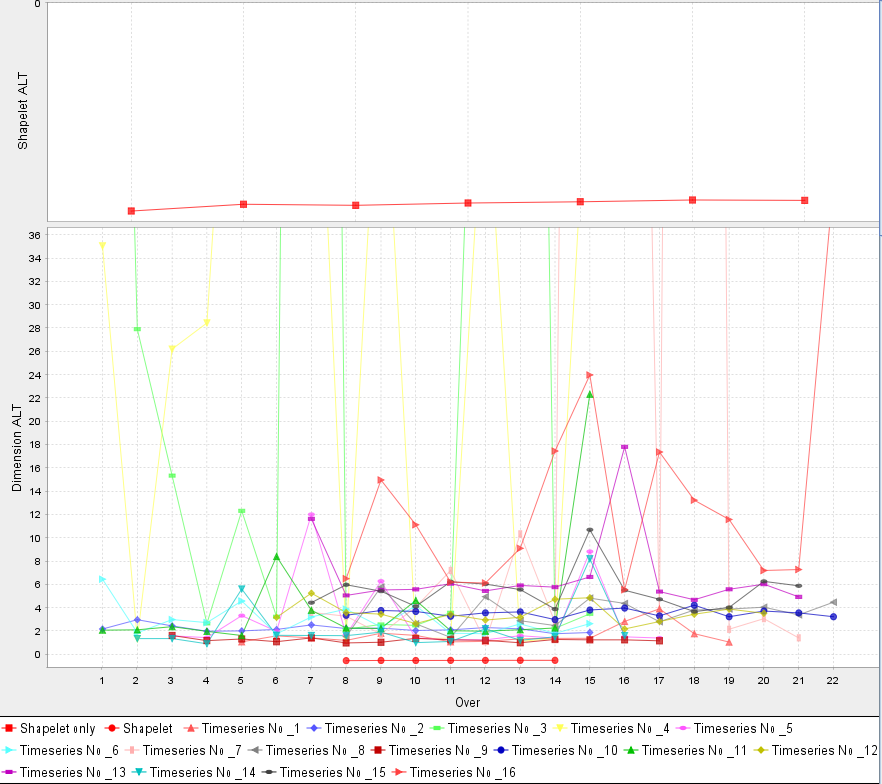 0
Shapelet ALT
36
34
32
30
28
26
24
22
20
18
16
14
12
10
8
6
4
2
0
Dimension ALT
1 2 3 4 5 6 7 8 9 10 11 12 13 14 15 16 17 18 19 20 21 22
Over
Shapelet only Shapelet Timeseries No _1 Timeseries No _2 Timeseries No _3 Timeseries No _4 Timeseries No _5
Timeseries No _6 Timeseries No _7 Timeseries No _8 Timeseries No _9 Timeseries No _10 Timeseries No _11 Timeseries No _12
Timeseries No _13 Timeseries No _14 Timeseries No _15 Timeseries No _16